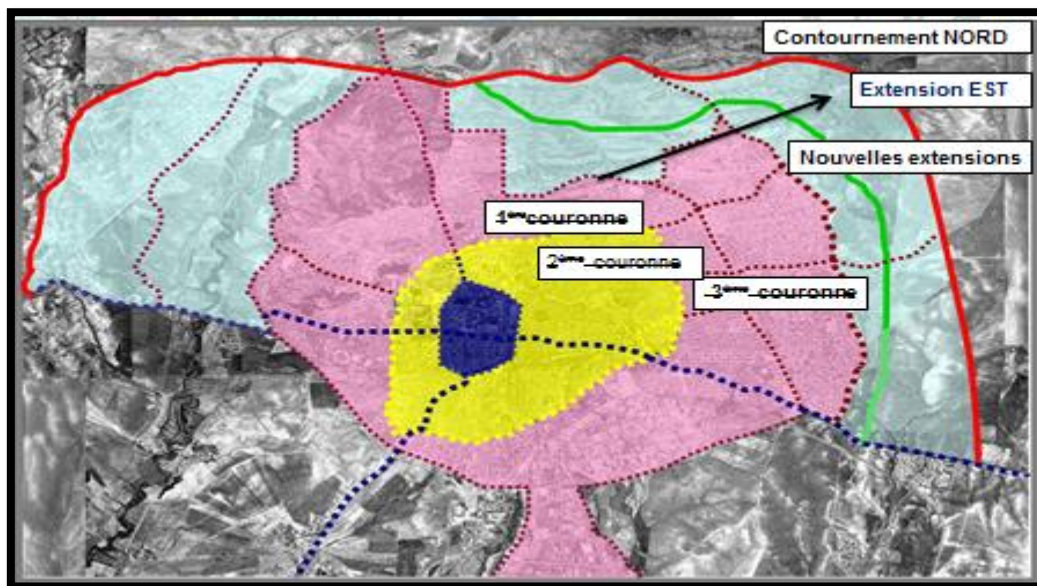 Contournement NORD
Extension EST
Nouvelles extensions
1ère couronne
2ème couronne
3ème couronne